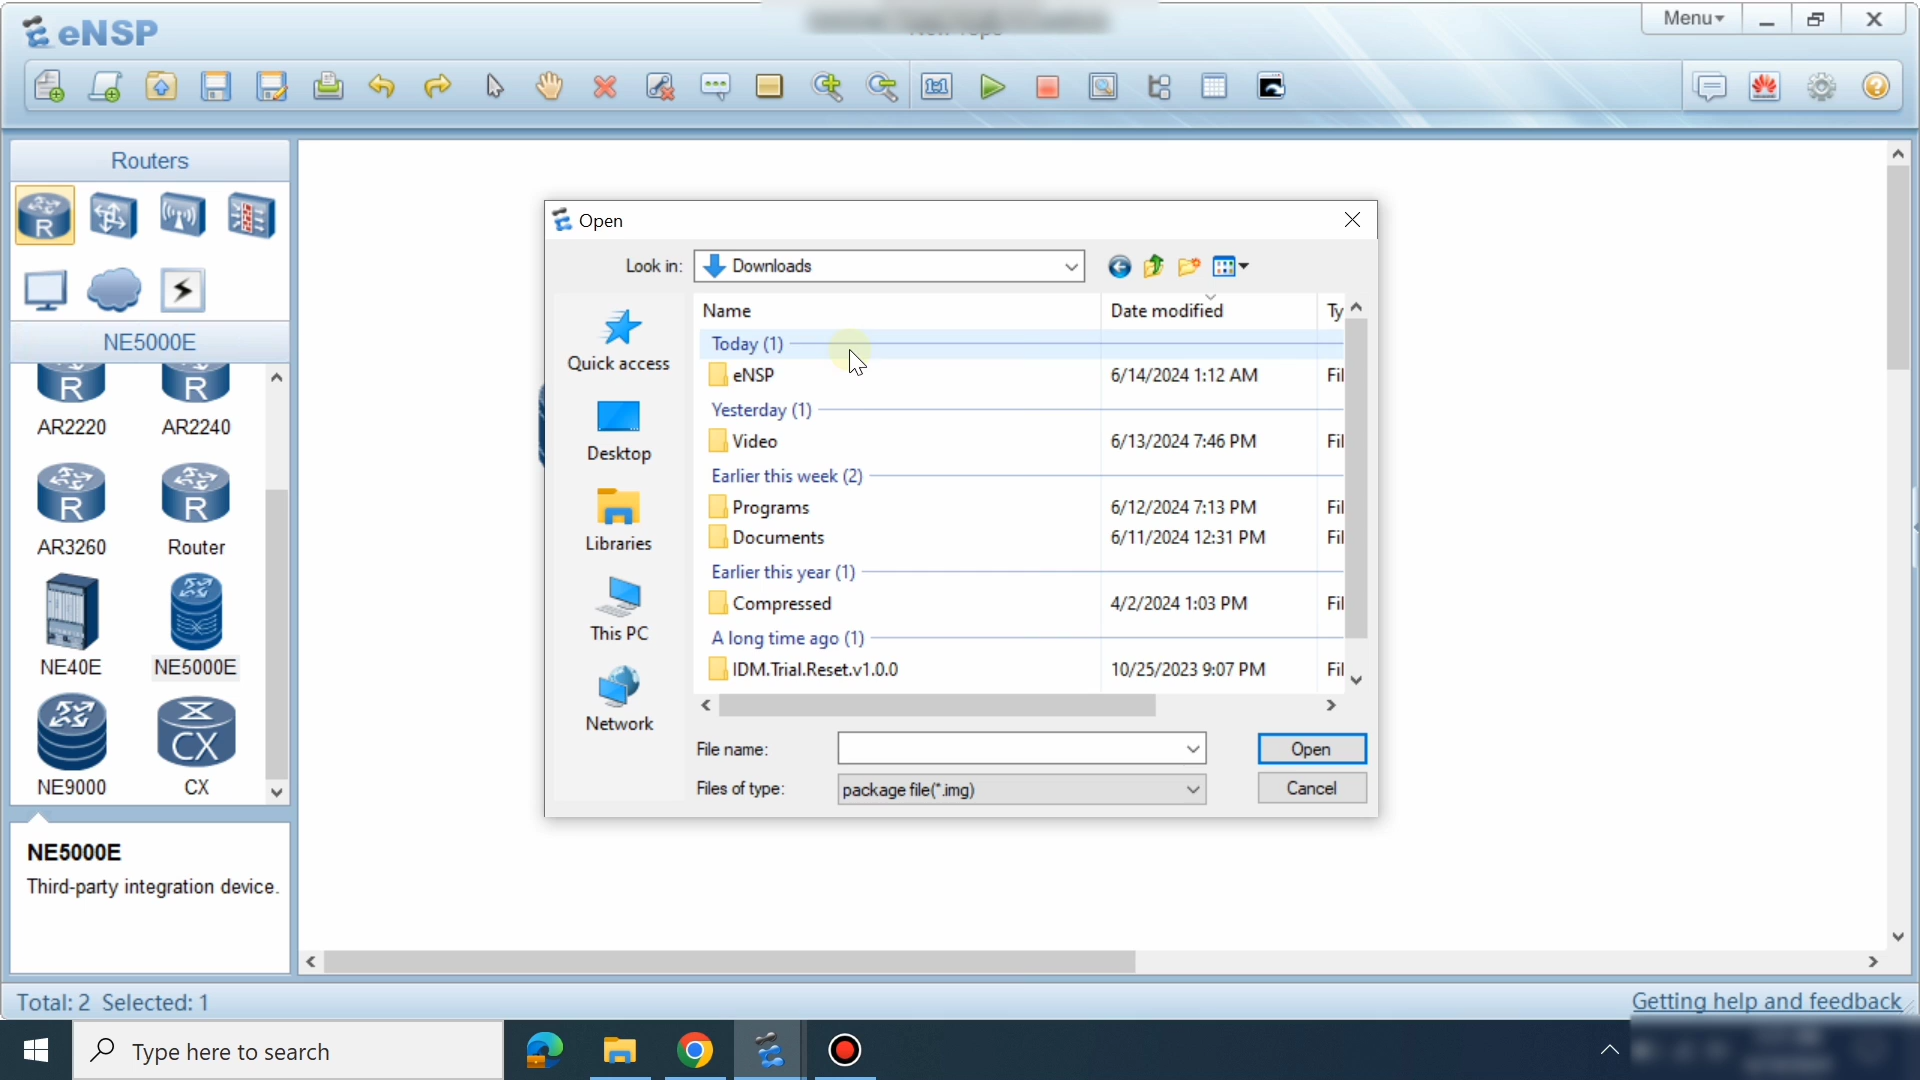 eNSP
Menu
Routers
NE5000E
AR2220
AR2240
AR3260
Router
NE40E
NE5000E
NE9000
CX
NE5000E
Third-party integration device.
Open
Look in:
Downloads
Quick access
Desktop
Libraries
This PC
Network
Name
Date modified
Ty
Today (1)
eNSP
6/14/2024 1:12 AM
Fil
Yesterday (1)
Video
6/13/2024 7:46 PM
Fil
Earlier this week (2)
Programs
6/12/2024 7:13 PM
Fil
Documents
6/11/2024 12:31 PM
Fil
Earlier this year (1)
Compressed
4/2/2024 1:03 PM
Fil
A long time ago (1)
IDM.Trial.Reset.v1.0.0
10/25/2023 9:07 PM
Fil
File name:
Open
Files of type:
package file(*.img)
Cancel
Total: 2 Selected: 1
Getting help and feedback
Type here to search